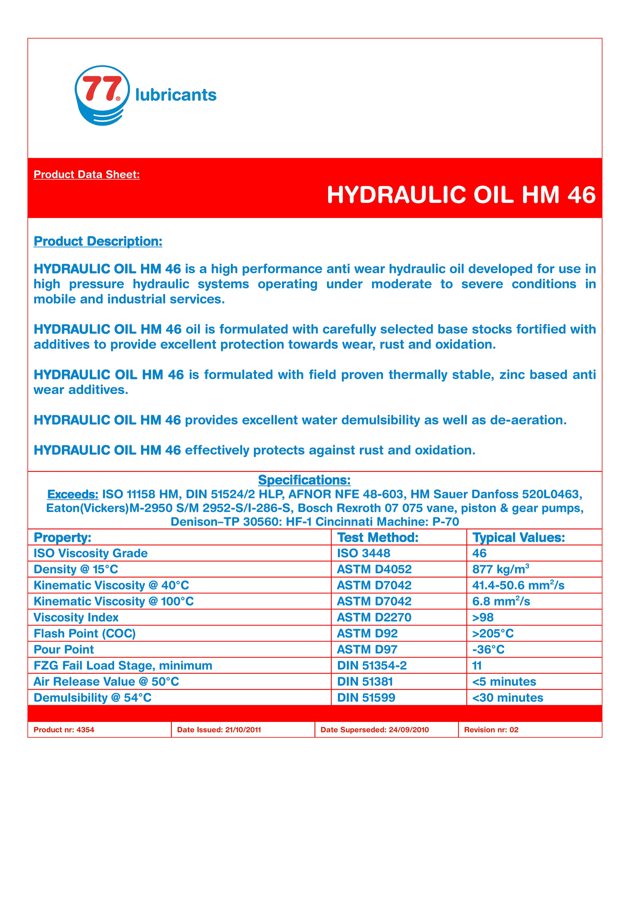 77® lubricants
Product Data Sheet:
HYDRAULIC OIL HM 46
Product Description:
HYDRAULIC OIL HM 46 is a high performance anti wear hydraulic oil developed for use in
high pressure hydraulic systems operating under moderate to severe conditions in
mobile and industrial services.
HYDRAULIC OIL HM 46 oil is formulated with carefully selected base stocks fortified with
additives to provide excellent protection towards wear, rust and oxidation.
HYDRAULIC OIL HM 46 is formulated with field proven thermally stable, zinc based anti
wear additives.
HYDRAULIC OIL HM 46 provides excellent water demulsibility as well as de-aeration.
HYDRAULIC OIL HM 46 effectively protects against rust and oxidation.
Specifications:
Exceeds: ISO 11158 HM, DIN 51524/2 HLP, AFNOR NFE 48-603, HM Sauer Danfoss 520L0463,
Eaton(Vickers)M-2950 S/M 2952-S/I-286-S, Bosch Rexroth 07 075 vane, piston & gear pumps,
Denison–TP 30560: HF-1 Cincinnati Machine: P-70
Property: Test Method: Typical Values:
ISO Viscosity Grade ISO 3448 46
Density @ 15°C ASTM D4052 877 kg/m³
Kinematic Viscosity @ 40°C ASTM D7042 41.4-50.6 mm²/s
Kinematic Viscosity @ 100°C ASTM D7042 6.8 mm²/s
Viscosity Index ASTM D2270 >98
Flash Point (COC) ASTM D92 >205°C
Pour Point ASTM D97 -36°C
FZG Fail Load Stage, minimum DIN 51354-2 11
Air Release Value @ 50°C DIN 51381 <5 minutes
Demulsibility @ 54°C DIN 51599 <30 minutes
Product nr: 4354 Date Issued: 21/10/2011 Date Superseded: 24/09/2010 Revision nr: 02